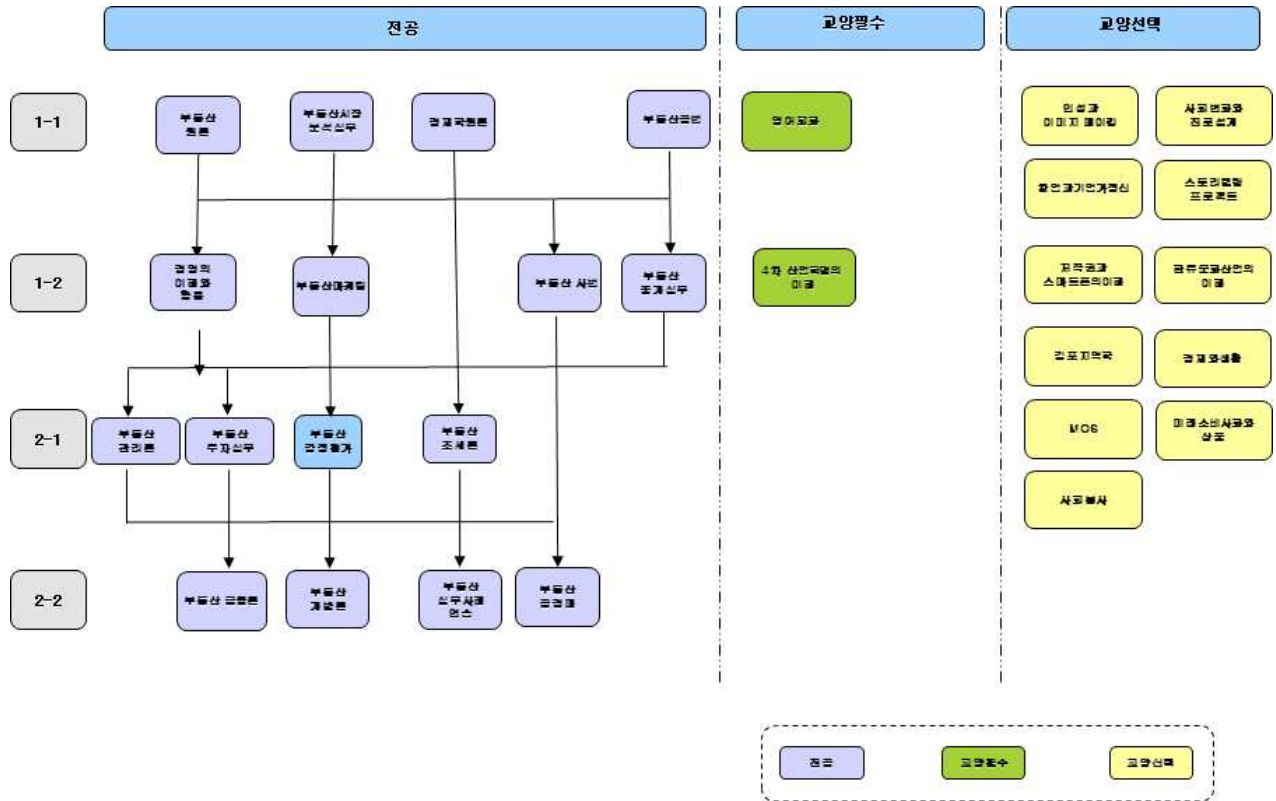 전공
교양필수
교양선택
1-1
부동산
원론
부동산시장
분석실무
경제학원론
부동산공법
영어회화
인성과
이미지 메이킹
사회변화와
진로설계
창업과기업가정신
스토리텔링
프로젝트
1-2
경영의
이해와
활용
부동산마케팅
부동산 사법
부동산
중개실무
4차 산업혁명의
이해
저작권과
스마트폰의이해
한류문화산업의
이해
김포지역학
경제와생활
2-1
부동산
관리론
부동산
투자실무
부동산
감정평가
부동산
조세론
MOS
미래소비사회와
사회봉사
2-2
부동산 금융론
부동산
개발론
부동산
실무사례
부동산
공경매
전공
교양필수
교양선택